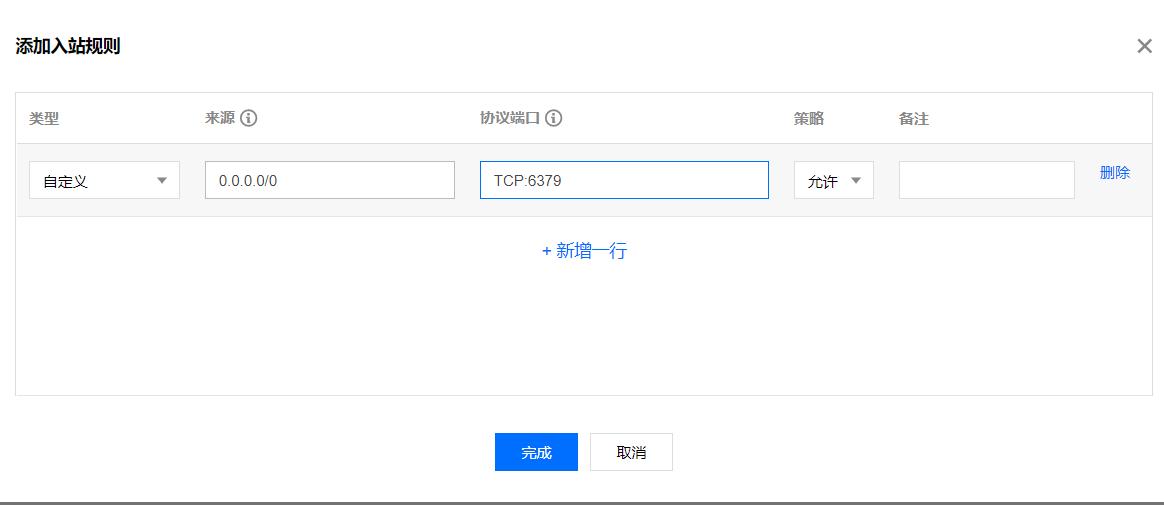 添加入站规则
类型 来源 协议端口 策略 备注
自定义 0.0.0.0/0 TCP:6379 允许 删除
+ 新增一行
完成 取消